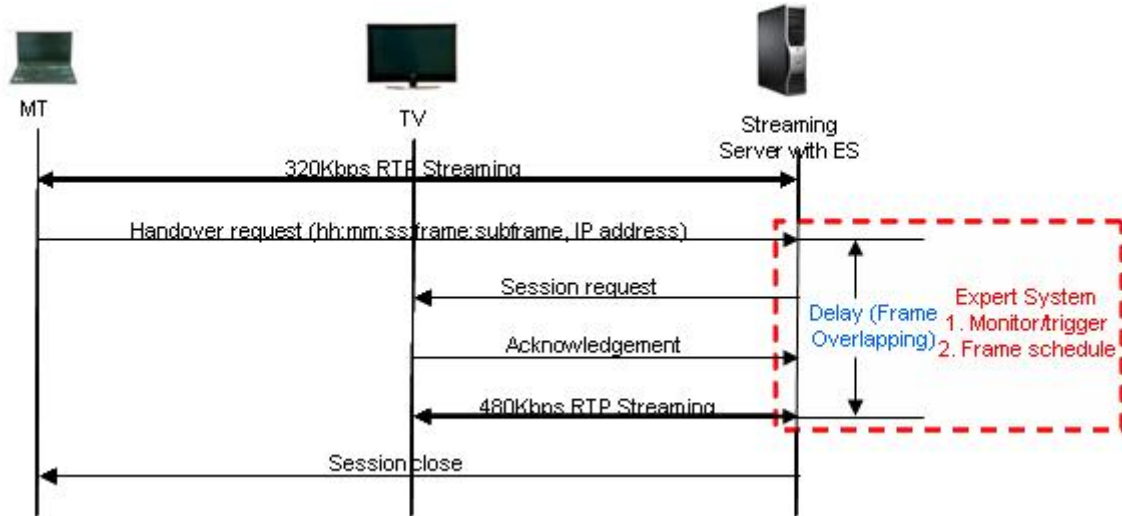 MT
TV
Streaming
Server with ES
320Kbps RTP Streaming
Handover request (hh:mm:ss:frame:subframe, IP address)
Session request
Delay (Frame
Overlapping)
Expert System
1. Monitor/trigger
2. Frame schedule
Acknowledgement
480Kbps RTP Streaming
Session close